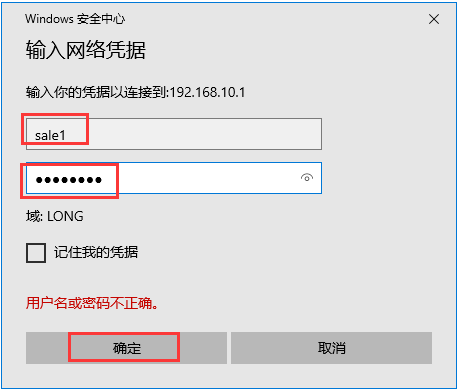 Windows 安全中心
输入网络凭据
输入你的凭据以连接到:192.168.10.1
sale1
●●●●●●●●
域: LONG
记住我的凭据
用户名或密码不正确。
确定
取消